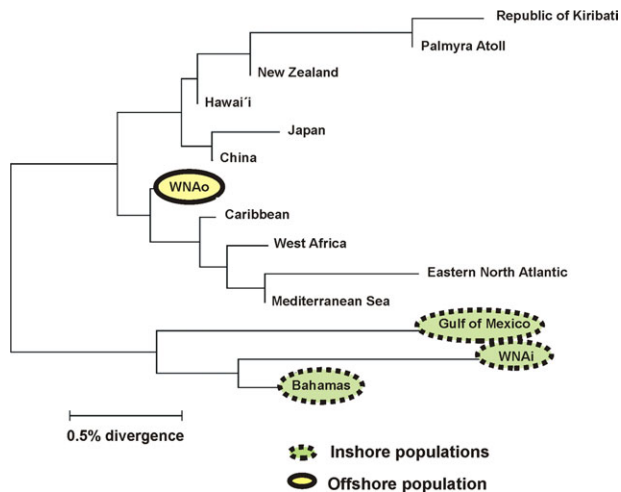 Republic of Kiribati
Palmyra Atoll
New Zealand
Hawai´i
Japan
China
WNAo
Caribbean
West Africa
Eastern North Atlantic
Mediterranean Sea
Gulf of Mexico
WNAi
Bahamas
0.5% divergence
Inshore populations
Offshore population